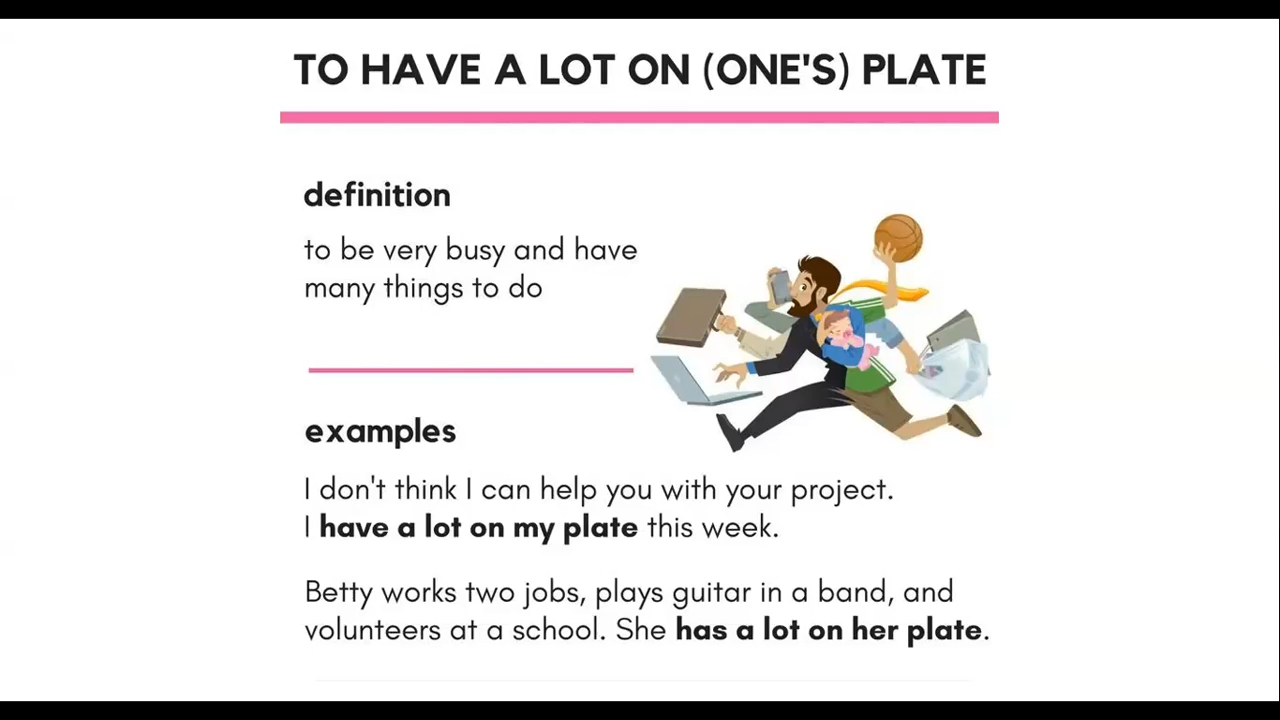 TO HAVE A LOT ON (ONE'S) PLATE
definition
to be very busy and have
many things to do
examples
I don't think I can help you with your project.
I have a lot on my plate this week.
Betty works two jobs, plays guitar in a band, and
volunteers at a school. She has a lot on her plate.